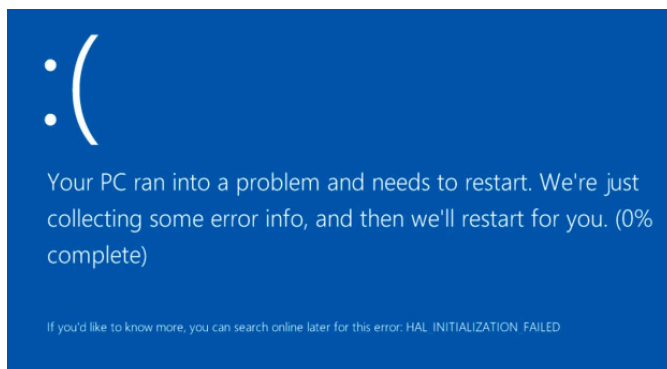 :(
Your PC ran into a problem and needs to restart. We're just
collecting some error info, and then we'll restart for you. (0%
complete)
If you'd like to know more, you can search online later for this error: HAL INITIALIZATION FAILED